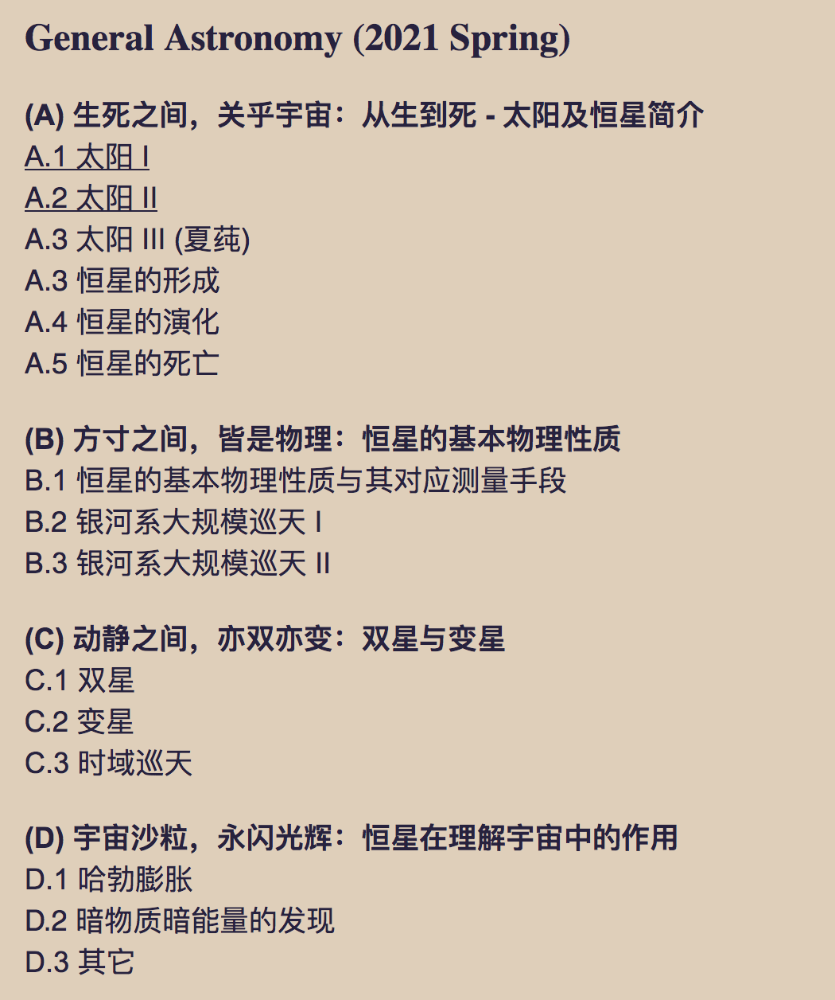 General Astronomy (2021 Spring)
(A) 生死之间，关乎宇宙：从生到死 - 太阳及恒星简介
A.1 太阳 I
A.2 太阳 II
A.3 太阳 III (夏莼)
A.3 恒星的形成
A.4 恒星的演化
A.5 恒星的死亡
(B) 方寸之间，皆是物理：恒星的基本物理性质
B.1 恒星的基本物理性质与其对应测量手段
B.2 银河系大规模巡天 I
B.3 银河系大规模巡天 II
(C) 动静之间，亦双亦变：双星与变星
C.1 双星
C.2 变星
C.3 时域巡天
(D) 宇宙沙粒，永闪光辉：恒星在理解宇宙中的作用
D.1 哈勃膨胀
D.2 暗物质暗能量的发现
D.3 其它